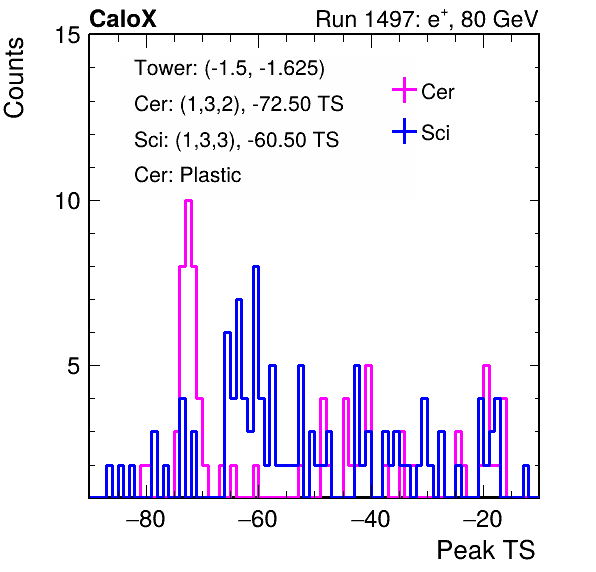 CaloX Run 1497: e⁺, 80 GeV
15
Counts
Tower: (-1.5, -1.625)
Cer: (1,3,2), -72.50 TS
Sci: (1,3,3), -60.50 TS
Cer: Plastic
Cer
Sci
10
5
−80 −60 −40 −20
Peak TS